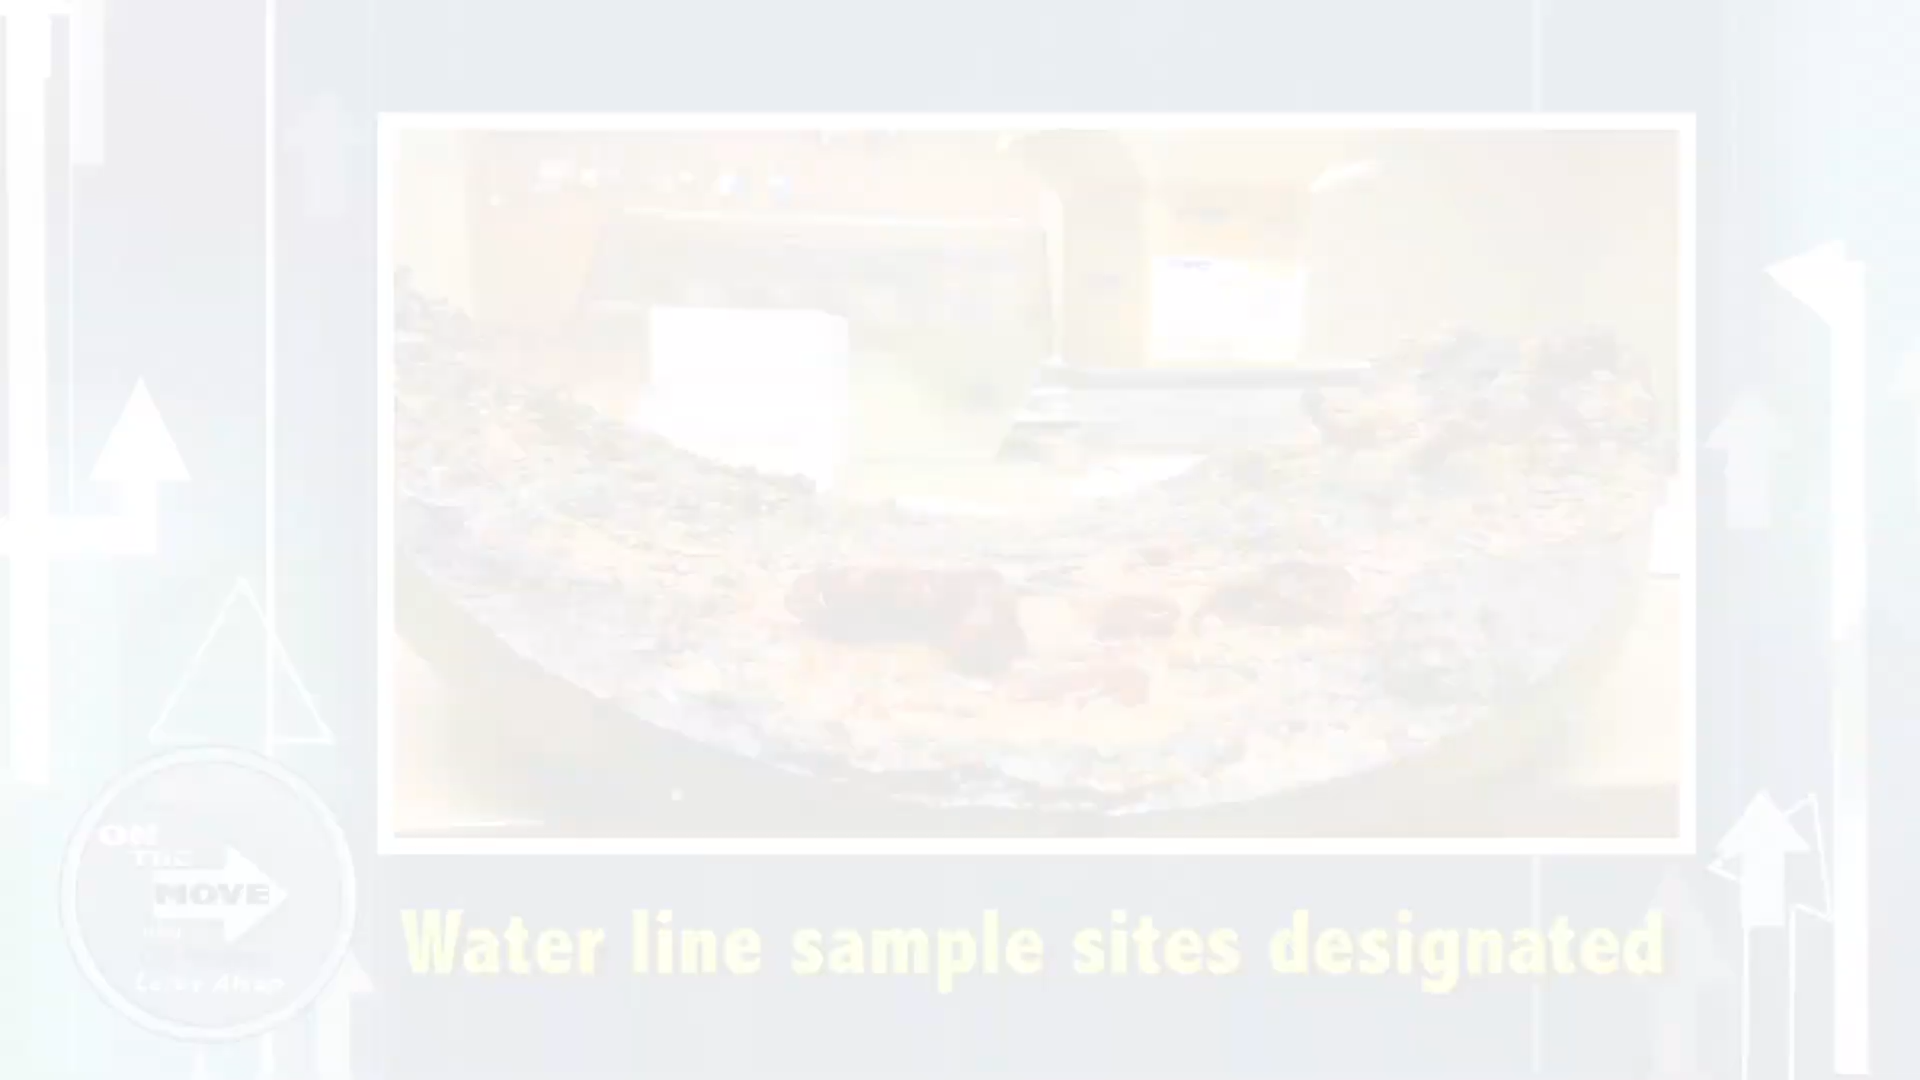 ON
THE
MOVE
Water line sample sites designated